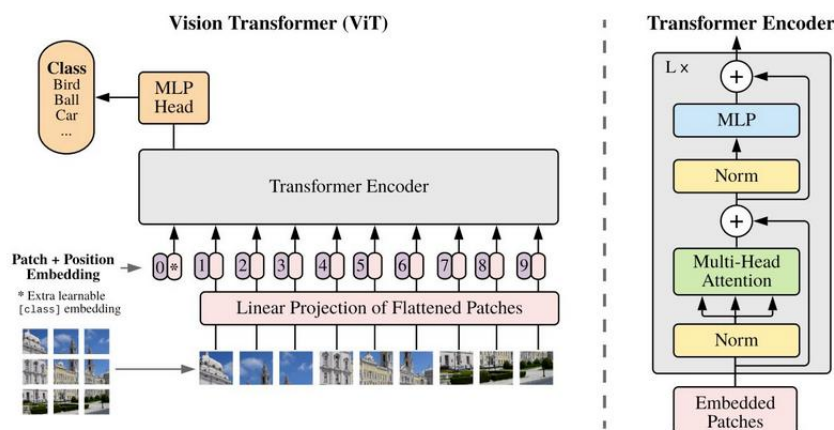 Vision Transformer (ViT)
Class
Bird
Ball
Car
...
MLP
Head
Transformer Encoder
Patch + Position
Embedding
0 * 1 2 3 4 5 6 7 8 9
* Extra learnable
[class] embedding
Linear Projection of Flattened Patches
Transformer Encoder
L x
+
MLP
Norm
+
Multi-Head
Attention
Norm
Embedded
Patches